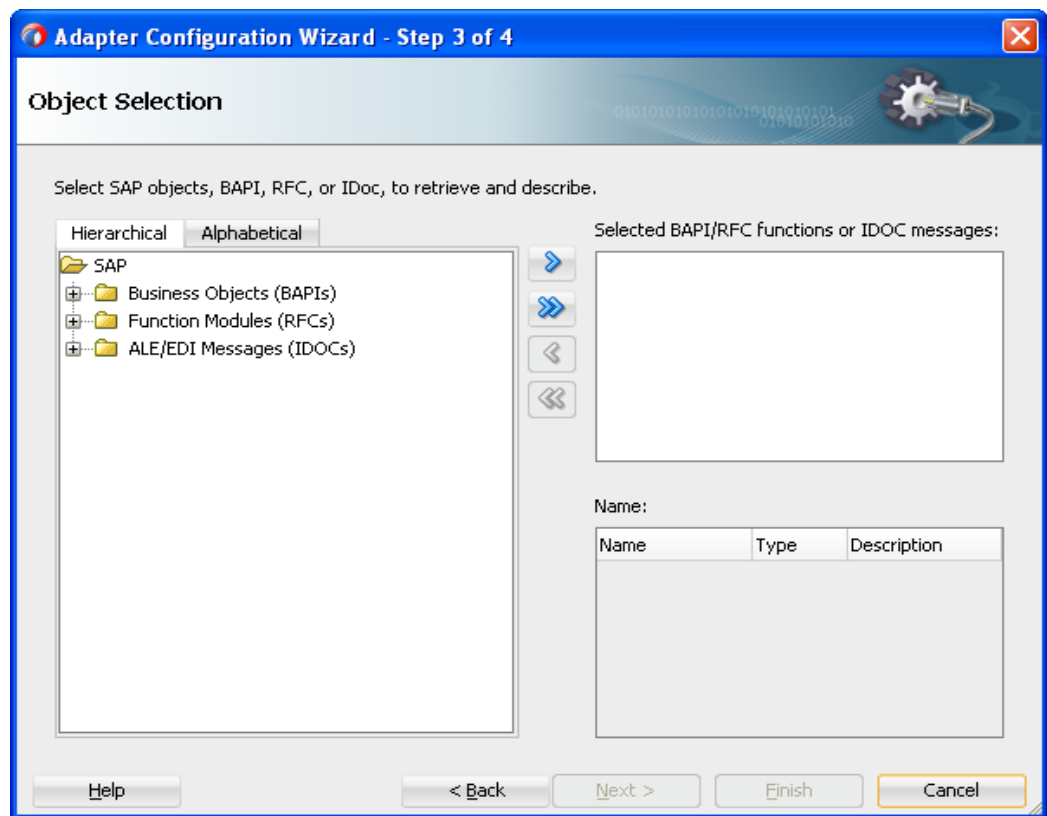 Adapter Configuration Wizard - Step 3 of 4
Object Selection
Select SAP objects, BAPI, RFC, or IDoc, to retrieve and describe.
Hierarchical Alphabetical
SAP
Business Objects (BAPIs)
Function Modules (RFCs)
ALE/EDI Messages (IDOCs)
Selected BAPI/RFC functions or IDOC messages:
Name:
Name Type Description
Help < Back Next > Finish Cancel